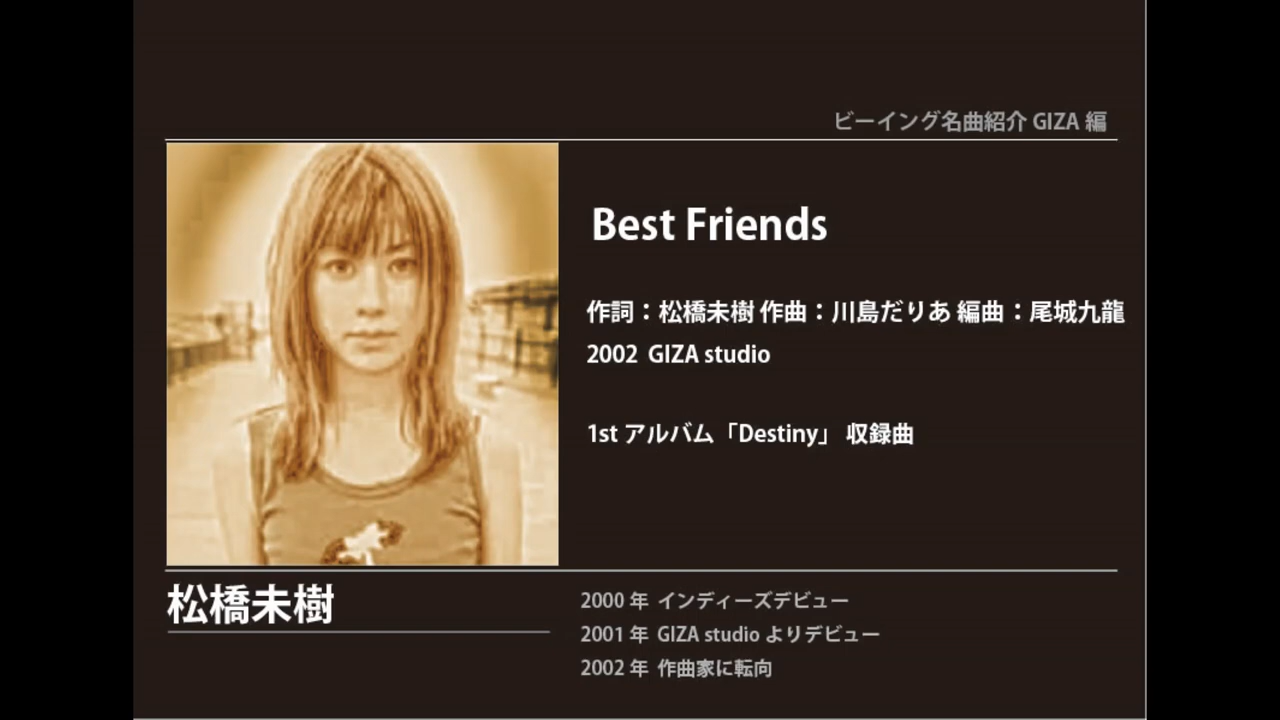 ビーイング名曲紹介 GIZA 編
Best Friends
作詞：松橋未樹 作曲：川島だりあ 編曲：尾城九龍
2002 GIZA studio
1st アルバム「Destiny」 収録曲
松橋未樹
2000 年 インディーズデビュー
2001 年 GIZA studio よりデビュー
2002 年 作曲家に転向